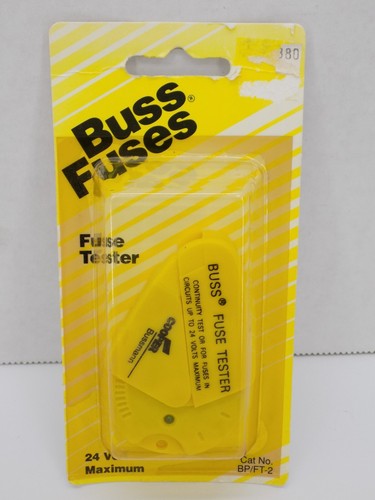 380
Buss®
Fuses
Fuse
Tester
BUSS® FUSE TESTER
CONTINUITY TEST OR FOR FUSES IN
CIRCUITS UP TO 24 VOLTS MAXIMUM
COOPER
Bussmann
24 Vo
Maximum
Cat No.
BP/FT-2